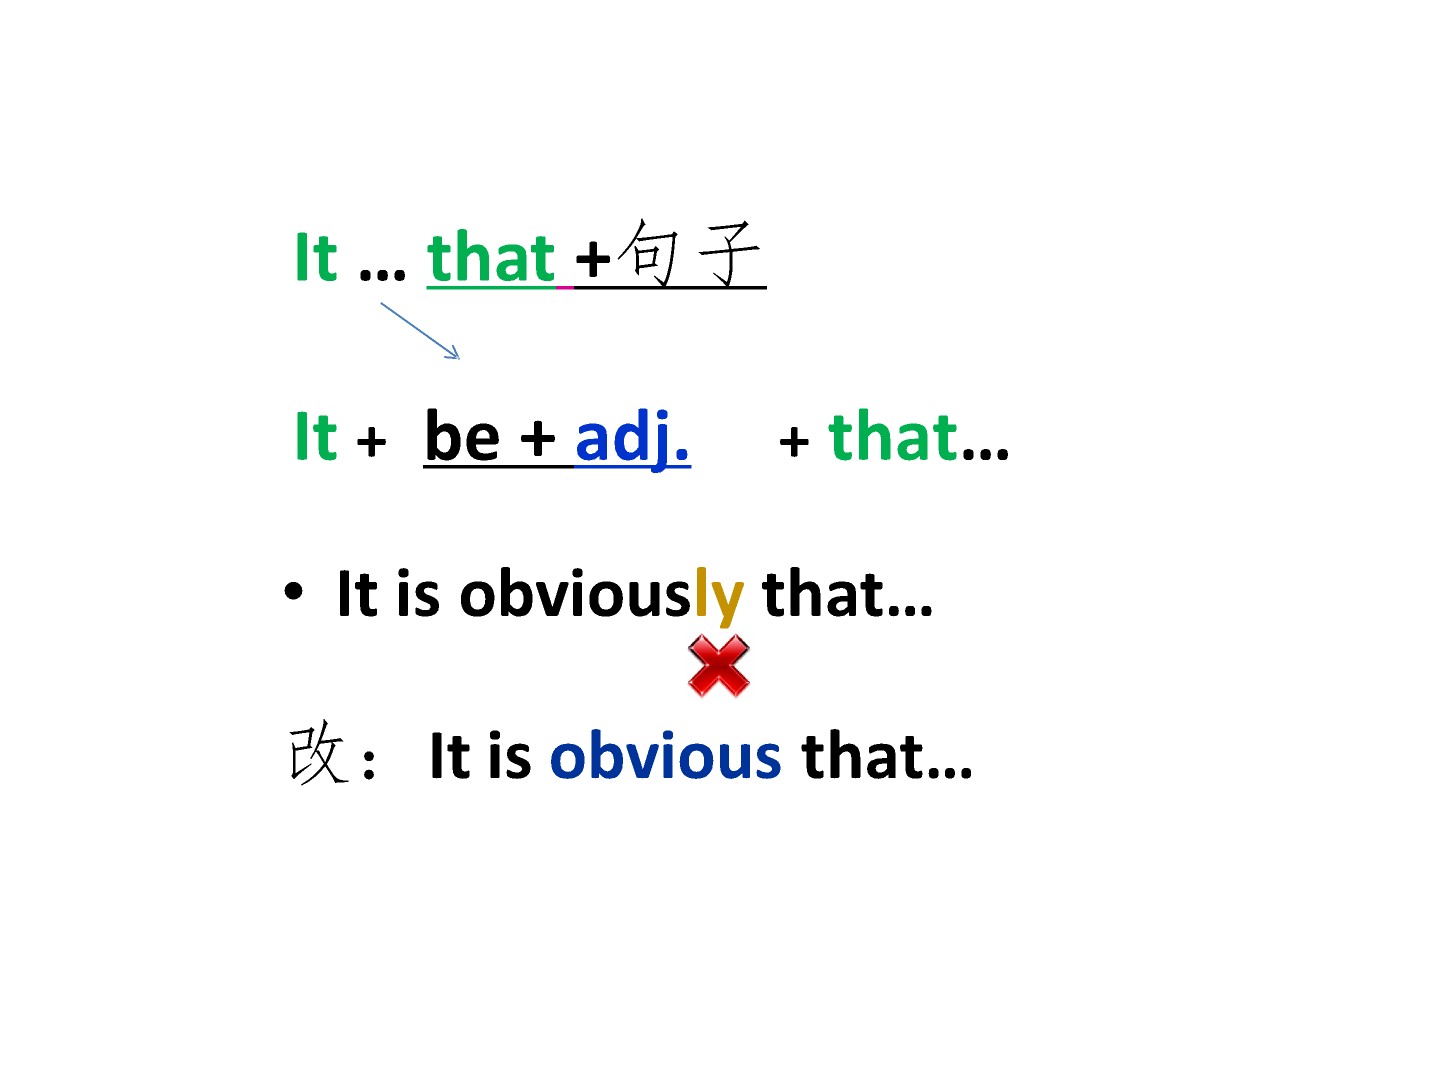 It … that +句子
It + be + adj. + that…
• It is obviously that…
改： It is obvious that…